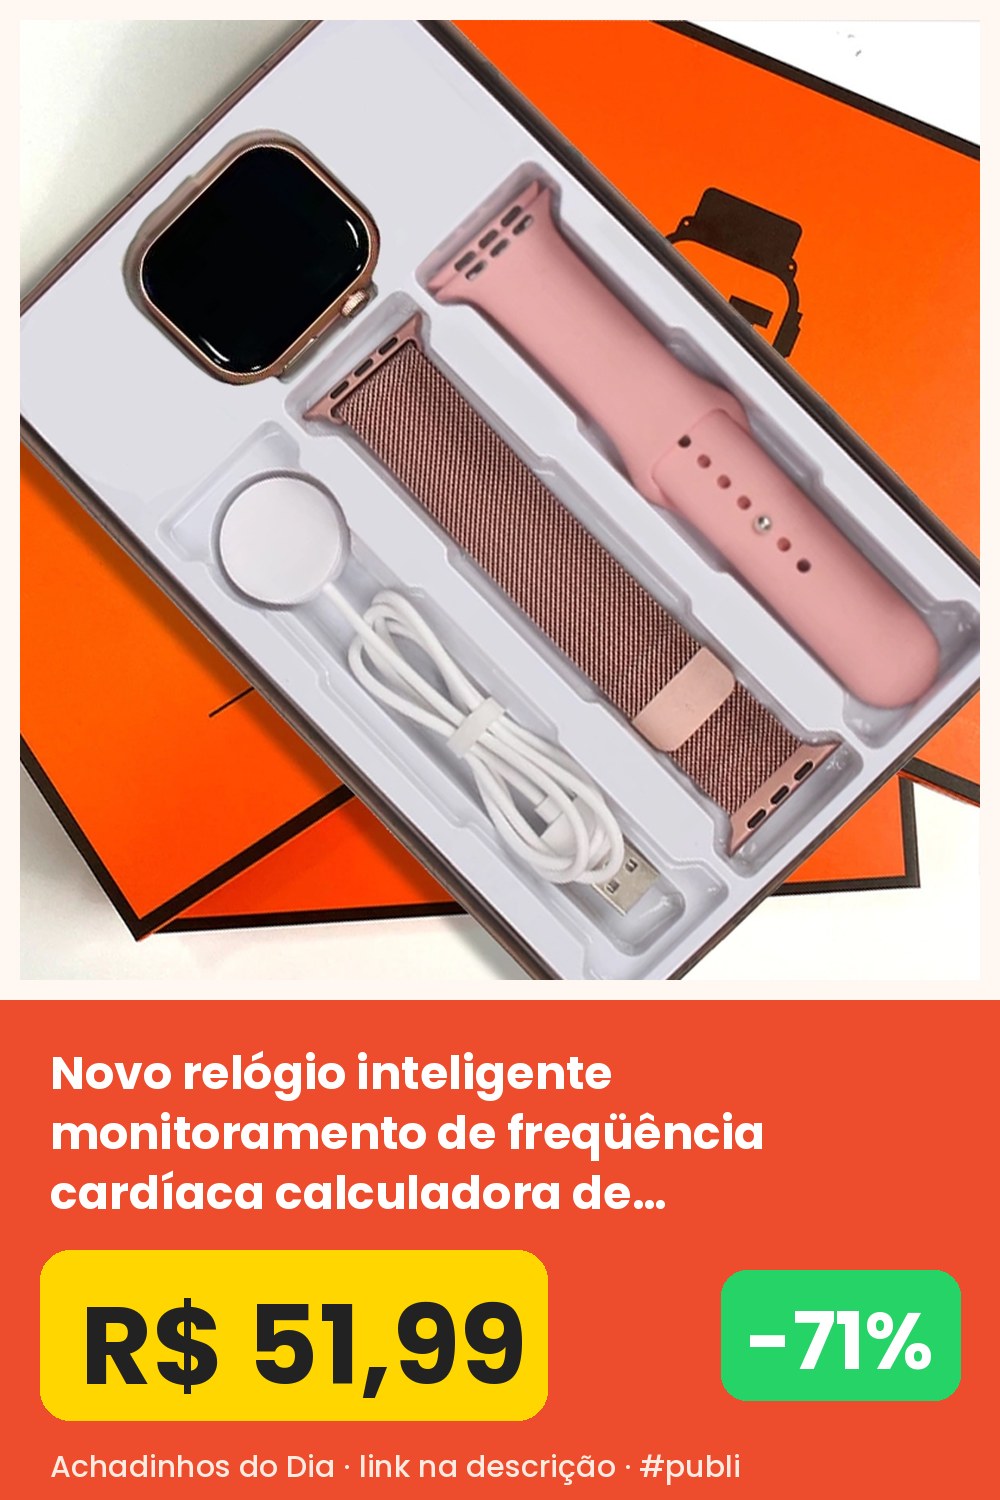 Novo relógio inteligente
monitoramento de freqüência
cardíaca calculadora de...
R$ 51,99
-71%
Achadinhos do Dia · link na descrição · #publi